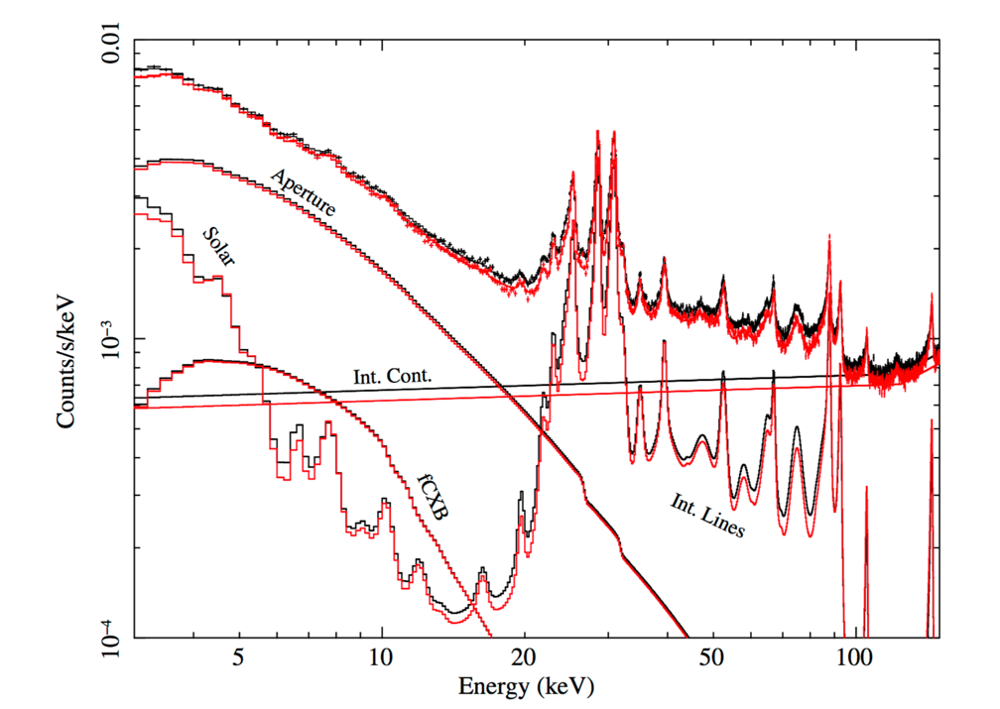 0.01
Aperture
Solar
Counts/s/keV
10⁻³
Int. Cont.
fCXB
Int. Lines
10⁻⁴
5
10
20
50
100
Energy (keV)